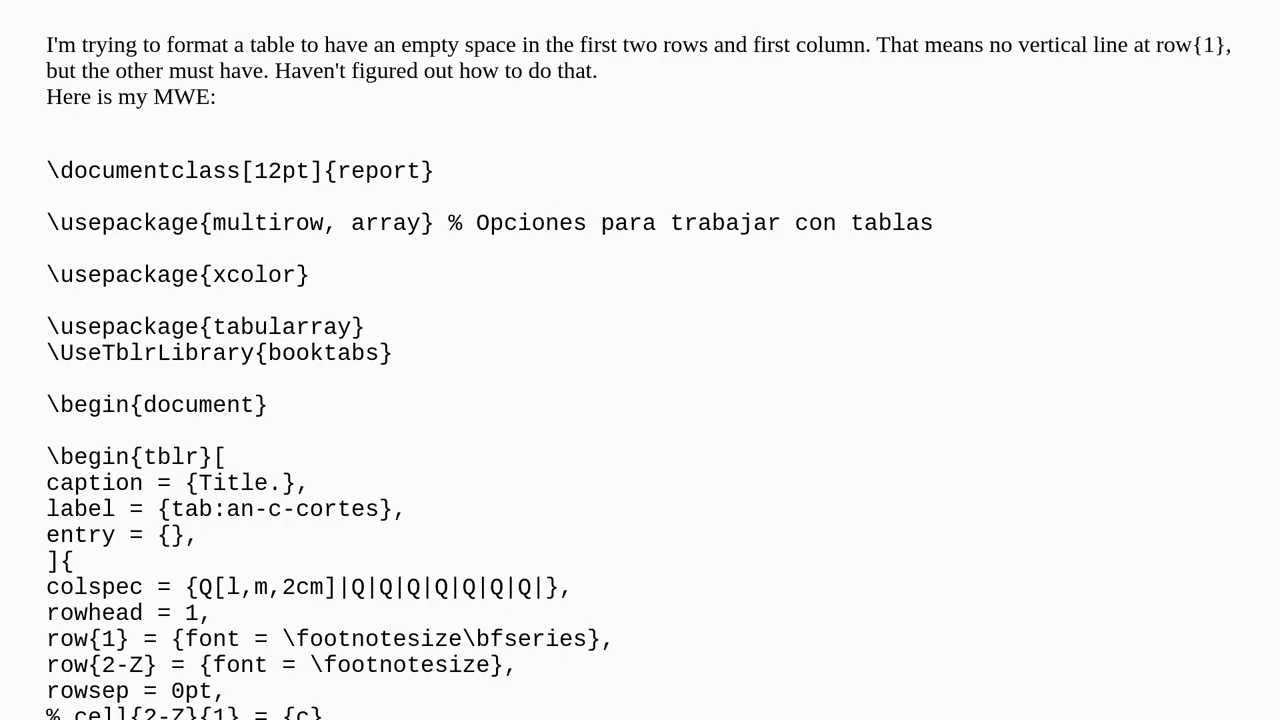 I'm trying to format a table to have an empty space in the first two rows and first column. That means no vertical line at row{1},
but the other must have. Haven't figured out how to do that.
Here is my MWE:
\documentclass[12pt]{report}
\usepackage{multirow, array} % Opciones para trabajar con tablas
\usepackage{xcolor}
\usepackage{tabularray}
\UseTblrLibrary{booktabs}
\begin{document}
\begin{tblr}[
caption = {Title.},
label = {tab:an-c-cortes},
entry = {},
]{
colspec = {Q[l,m,2cm]|Q|Q|Q|Q|Q|Q|Q|},
rowhead = 1,
row{1} = {font = \footnotesize\bfseries},
row{2-Z} = {font = \footnotesize},
rowsep = 0pt,
% cell{2-Z}{1} = {c}